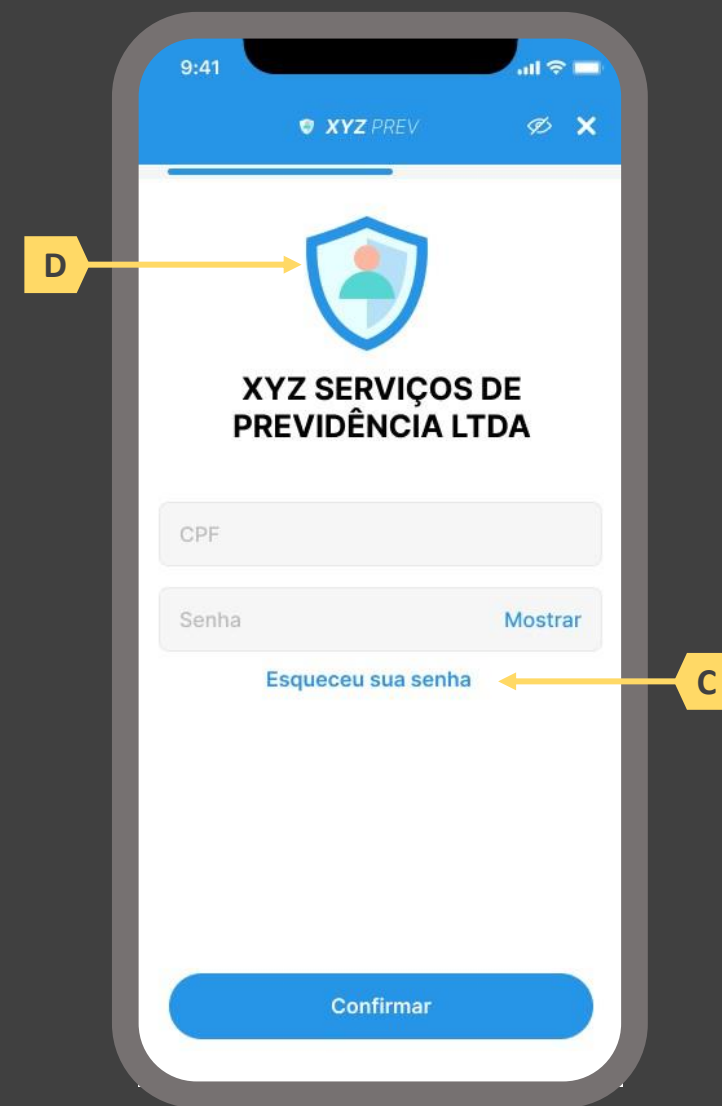 9:41
XYZ PREV
D
XYZ SERVIÇOS DE
PREVIDÊNCIA LTDA
CPF
Senha Mostrar
Esqueceu sua senha
C
Confirmar